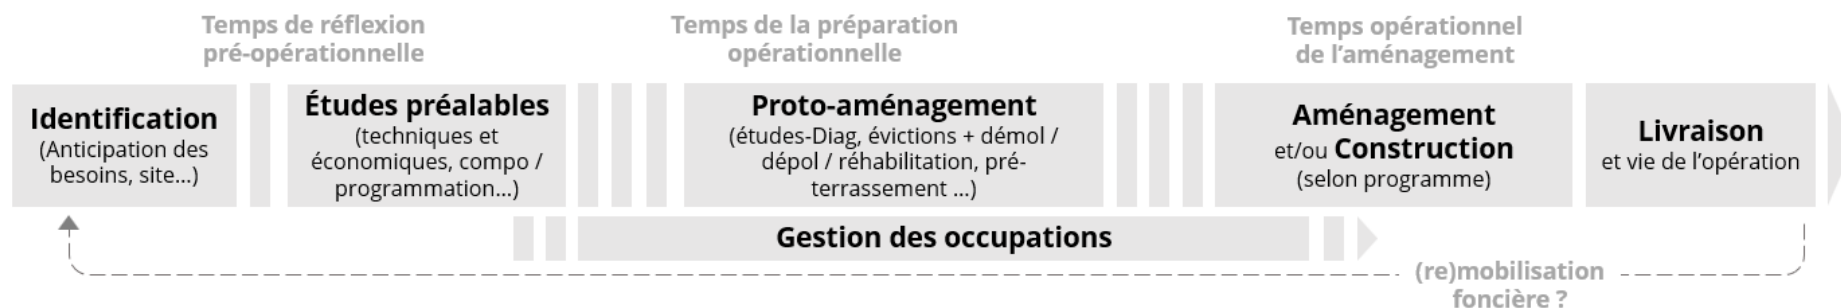 Temps de réflexion
pré-opérationnelle
Temps de la préparation
opérationnelle
Temps opérationnel
de l’aménagement
Identification
(Anticipation des
besoins, site...)
Études préalables
(techniques et
économiques, compo /
programmation...)
Proto-aménagement
(études-Diag, évictions + démol /
dépol / réhabilitation, pré-
terrassement ...)
Aménagement
et/ou Construction
(selon programme)
Livraison
et vie de l’opération
Gestion des occupations
(re)mobilisation
foncière ?